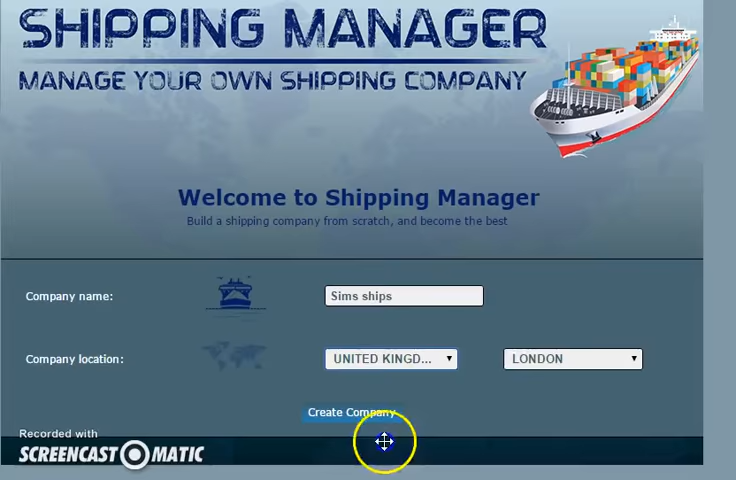 SHIPPING MANAGER
MANAGE YOUR OWN SHIPPING COMPANY
Welcome to Shipping Manager
Build a shipping company from scratch, and become the best
Company name:
Sims ships
Company location:
UNITED KINGD...
LONDON
Create Company
Recorded with
SCREENCAST MATIC